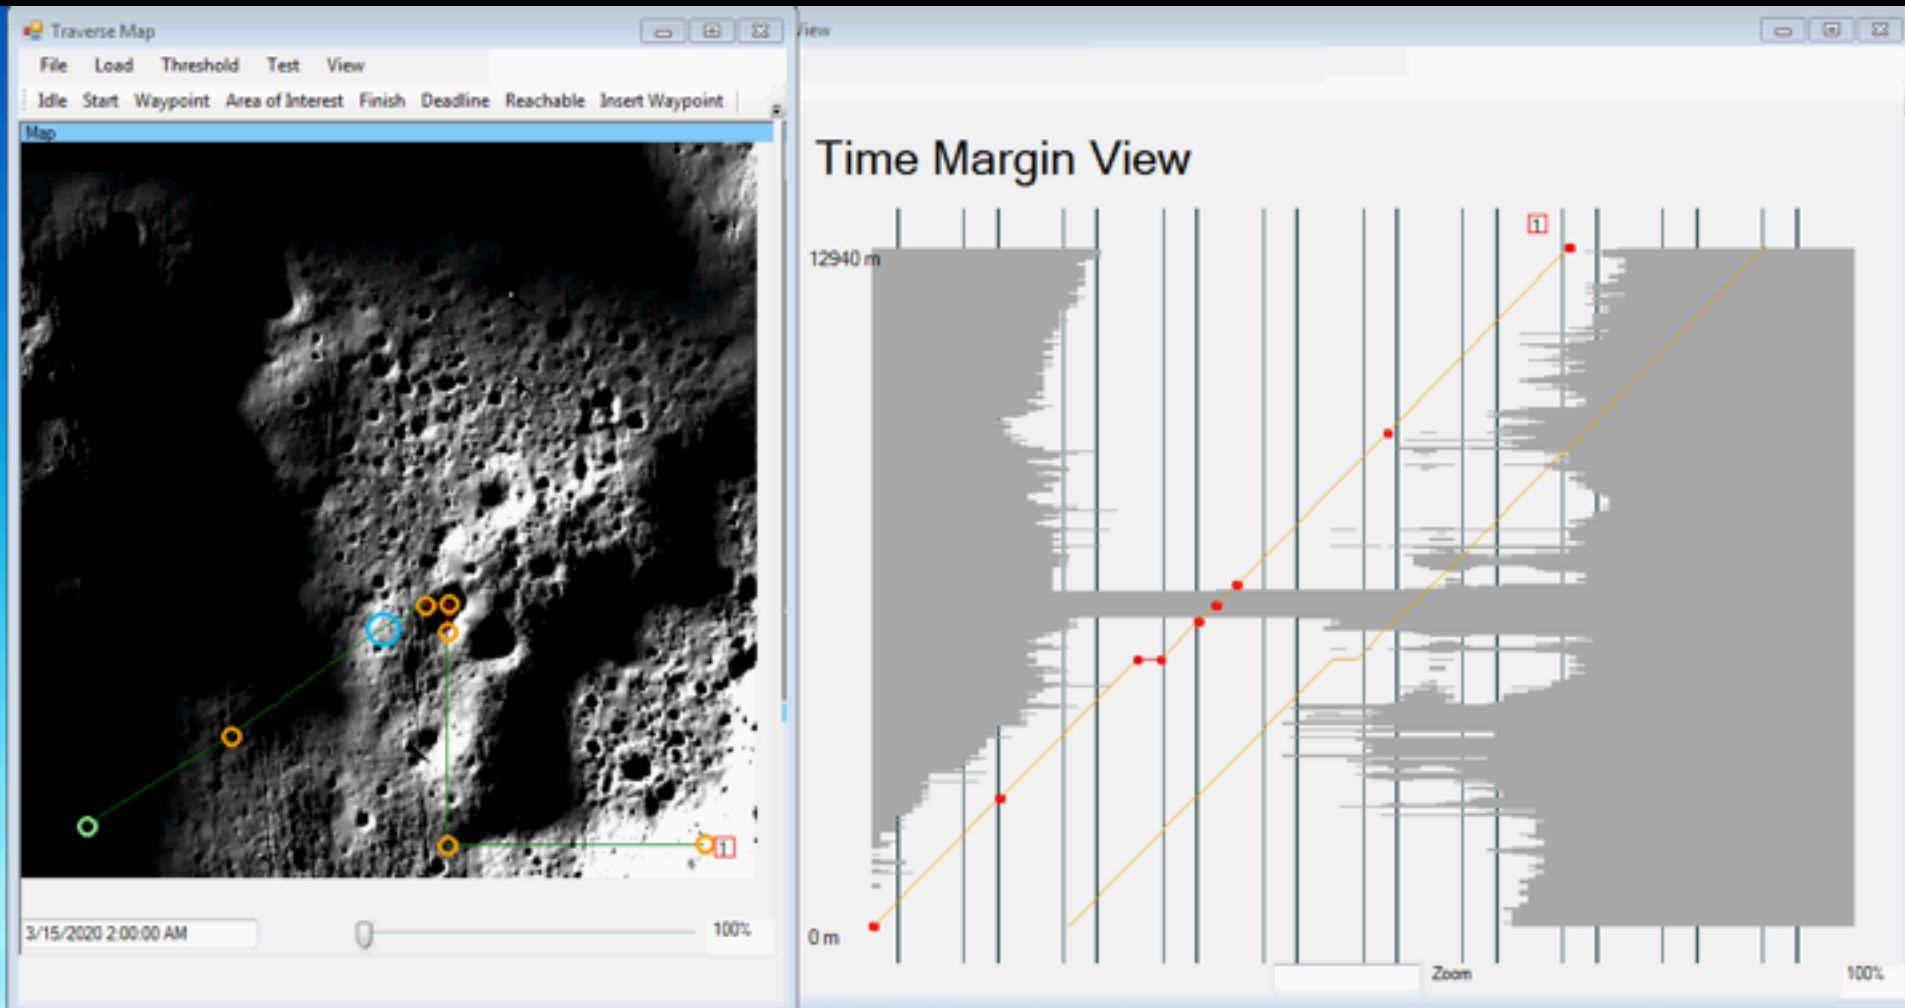 Traverse Map
File Load Threshold Test View
Idle Start Waypoint Area of Interest Finish Deadline Reachable Insert Waypoint
Map
1
3/15/2020 2:00:00 AM
100%
View
Time Margin View
1
12940 m
0 m
Zoom
100%